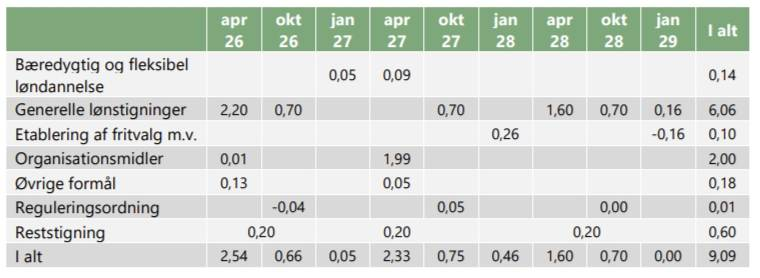 apr 26 okt 26 jan 27 apr 27 okt 27 jan 28 apr 28 okt 28 jan 29 I alt
Bæredygtig og fleksibel
løndannelse 0,05 0,09 0,14
Generelle lønstigninger 2,20 0,70 0,70 1,60 0,70 0,16 6,06
Etablering af fritvalg m.v. 0,26 -0,16 0,10
Organisationsmidler 0,01 1,99 2,00
Øvrige formål 0,13 0,05 0,18
Reguleringsordning -0,04 0,05 0,00 0,01
Reststigning 0,20 0,20 0,20 0,60
I alt 2,54 0,66 0,05 2,33 0,75 0,46 1,60 0,70 0,00 9,09